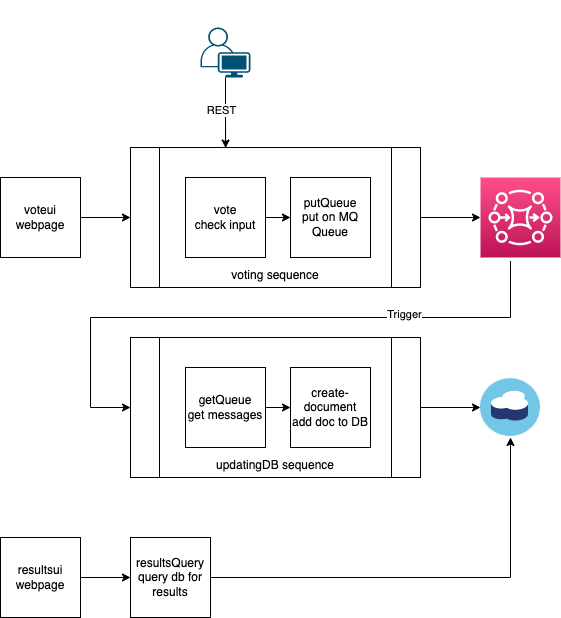 REST
voteui
webpage
vote
check input
putQueue
put on MQ
Queue
voting sequence
Trigger
getQueue
get messages
create-
document
add doc to DB
updatingDB sequence
resultsui
webpage
resultsQuery
query db for
results